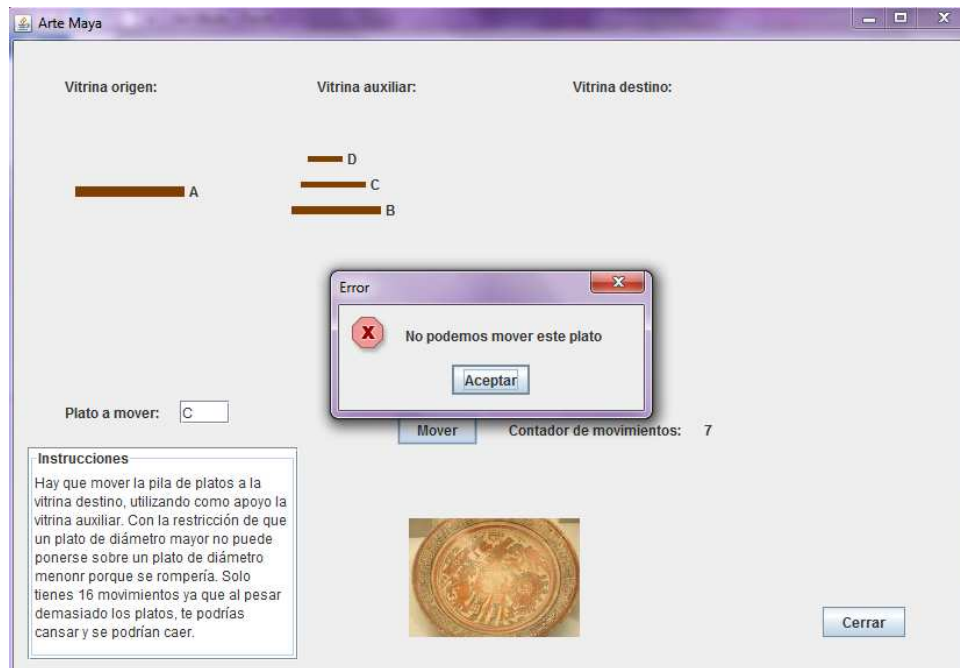 Arte Maya
Vitrina origen:
Vitrina auxiliar:
Vitrina destino:
D
C
B
A
Error
No podemos mover este plato
Aceptar
Plato a mover:
C
Mover
Contador de movimientos:
7
Instrucciones
Hay que mover la pila de platos a la
vitrina destino, utilizando como apoyo la
vitrina auxiliar. Con la restricción de que
un plato de diámetro mayor no puede
ponerse sobre un plato de diámetro
menonr porque se rompería. Solo
tienes 16 movimientos ya que al pesar
demasiado los platos, te podrías
cansar y se podrían caer.
Cerrar